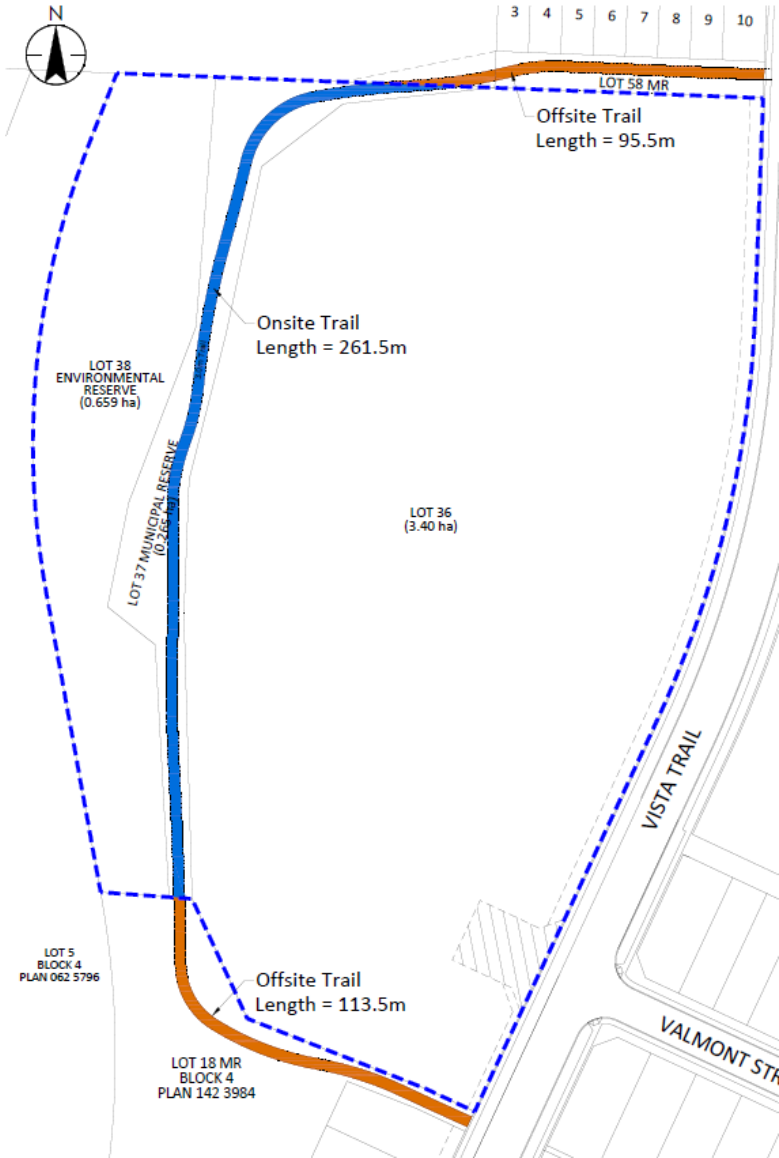 N
3 4 5 6 7 8 9 10
LOT 58 MR
Offsite Trail
Length = 95.5m
Onsite Trail
Length = 261.5m
LOT 38
ENVIRONMENTAL
RESERVE
(0.659 ha)
LOT 37 MUNICIPAL RESERVE
(0.265 ha)
LOT 36
(3.40 ha)
VISTA TRAIL
LOT 5
BLOCK 4
PLAN 062 5796
Offsite Trail
Length = 113.5m
LOT 18 MR
BLOCK 4
PLAN 142 3984
VALMONT STR